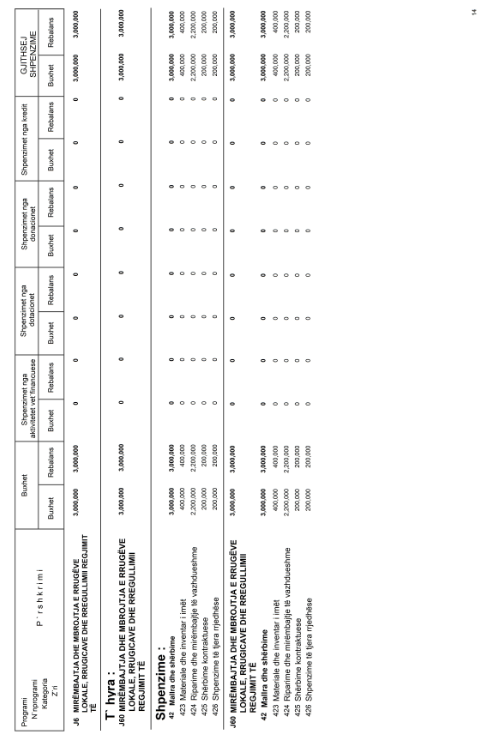 Programi
N`nprogrami
Kategoria
Z`ri
P ` r s h k r i m i
Buxhet
Shpenzimet nga aktivitetet vet`financuese
Shpenzimet nga dotacionet
Shpenzimet nga donacionet
Shpenzimet nga kredit
GJITHSEJ SHPENZIME
Buxhet Rebalans Buxhet Rebalans Buxhet Rebalans Buxhet Rebalans Buxhet Rebalans Buxhet Rebalans
J6 MIRËMBAJTJA DHE MBROJTJA E RRUGËVE
LOKALE, RRUGICAVE DHE RREGULLIMII REGJIMIT
TË
3,000,000 3,000,000 0 0 0 0 0 0 0 0 3,000,000 3,000,000
T` hyra :
J60 MIRËMBAJTJA DHE MBROJTJA E RRUGËVE
LOKALE, RRUGICAVE DHE RREGULLIMII
REGJIMIT TË
3,000,000 3,000,000 0 0 0 0 0 0 0 0 3,000,000 3,000,000
Shpenzime :
42 Mallra dhe shërbime 3,000,000 3,000,000 0 0 0 0 0 0 0 0 3,000,000 3,000,000
423 Materiale dhe inventar i imët 400,000 400,000 0 0 0 0 0 0 0 0 400,000 400,000
424 Riparime dhe mirëmbajtje të vazhdueshme 2,200,000 2,200,000 0 0 0 0 0 0 0 0 2,200,000 2,200,000
425 Shërbime kontraktuese 200,000 200,000 0 0 0 0 0 0 0 0 200,000 200,000
426 Shpenzime të tjera rrjedhëse 200,000 200,000 0 0 0 0 0 0 0 0 200,000 200,000
J60 MIRËMBAJTJA DHE MBROJTJA E RRUGËVE
LOKALE, RRUGICAVE DHE RREGULLIMII
REGJIMIT TË
3,000,000 3,000,000 0 0 0 0 0 0 0 0 3,000,000 3,000,000
42 Mallra dhe shërbime 3,000,000 3,000,000 0 0 0 0 0 0 0 0 3,000,000 3,000,000
423 Materiale dhe inventar i imët 400,000 400,000 0 0 0 0 0 0 0 0 400,000 400,000
424 Riparime dhe mirëmbajtje të vazhdueshme 2,200,000 2,200,000 0 0 0 0 0 0 0 0 2,200,000 2,200,000
425 Shërbime kontraktuese 200,000 200,000 0 0 0 0 0 0 0 0 200,000 200,000
426 Shpenzime të tjera rrjedhëse 200,000 200,000 0 0 0 0 0 0 0 0 200,000 200,000
14